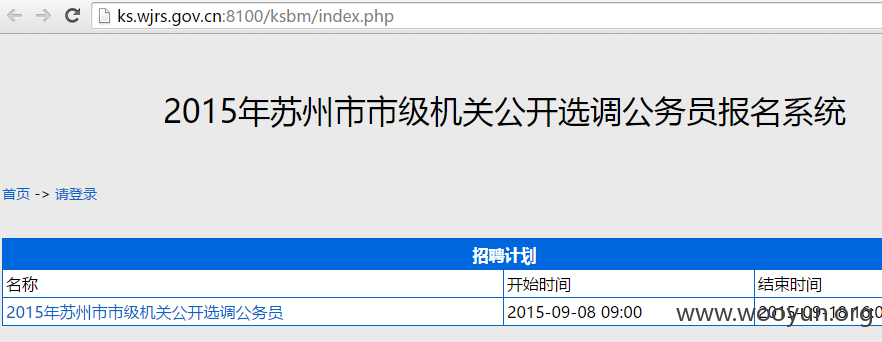 ks.wjrs.gov.cn:8100/ksbm/index.php
2015年苏州市市级机关公开选调公务员报名系统
首页 -> 请登录
招聘计划
名称 开始时间 结束时间
2015年苏州市市级机关公开选调公务员 2015-09-08 09:00
www.wooyun.org